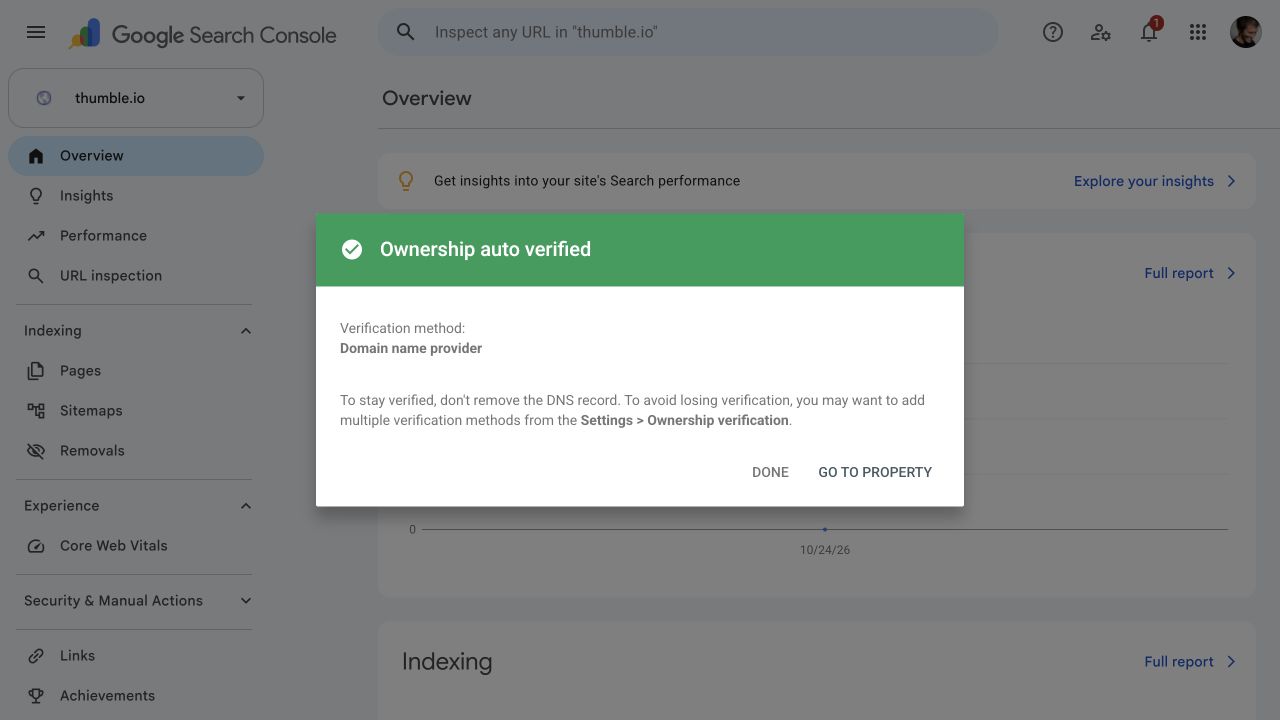 Google Search Console
Inspect any URL in "thumble.io"
1
thumble.io
Overview
Insights
Performance
URL inspection
Indexing
Pages
Sitemaps
Removals
Experience
Core Web Vitals
Security & Manual Actions
Links
Achievements
Overview
Get insights into your site's Search performance
Explore your insights
Full report
Ownership auto verified
Verification method:
Domain name provider
To stay verified, don't remove the DNS record. To avoid losing verification, you may want to add
multiple verification methods from the Settings > Ownership verification.
DONE GO TO PROPERTY
0
10/24/26
Indexing
Full report